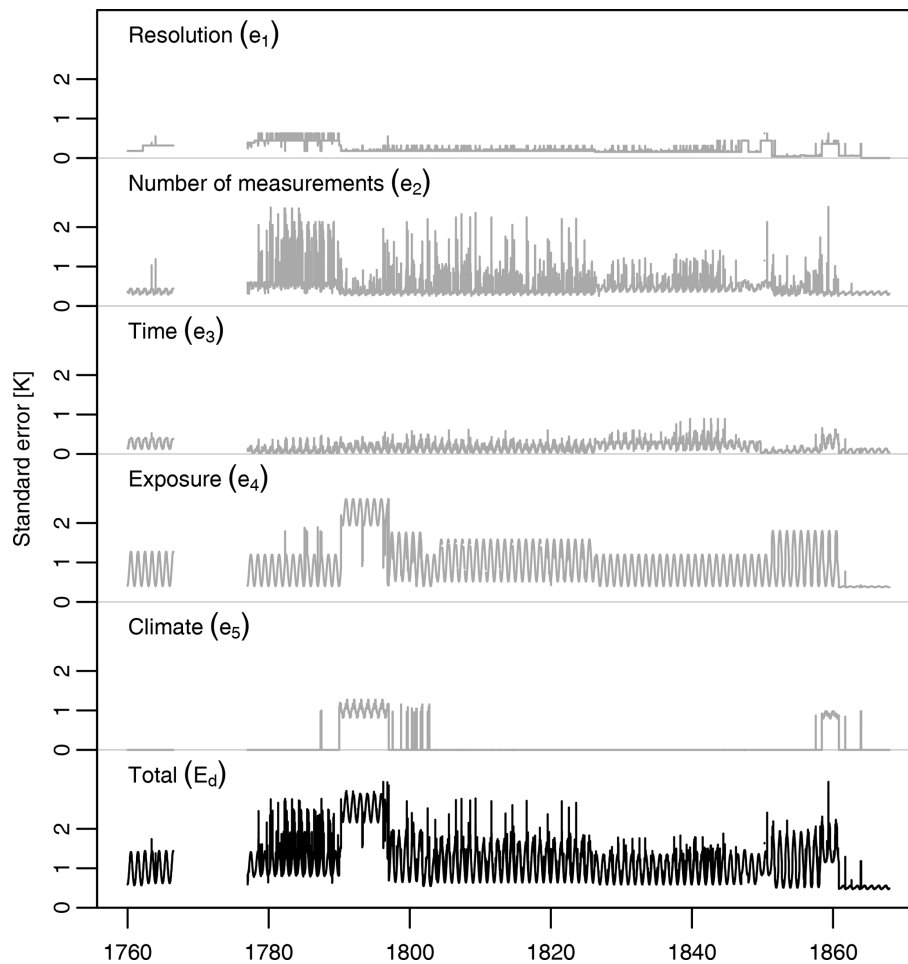 Resolution (e1)
0 1 2
Number of measurements (e2)
0 1 2
Time (e3)
0 1 2
Standard error [K]
Exposure (e4)
0 1 2
Climate (e5)
0 1 2
Total (Ed)
0 1 2
1760 1780 1800 1820 1840 1860